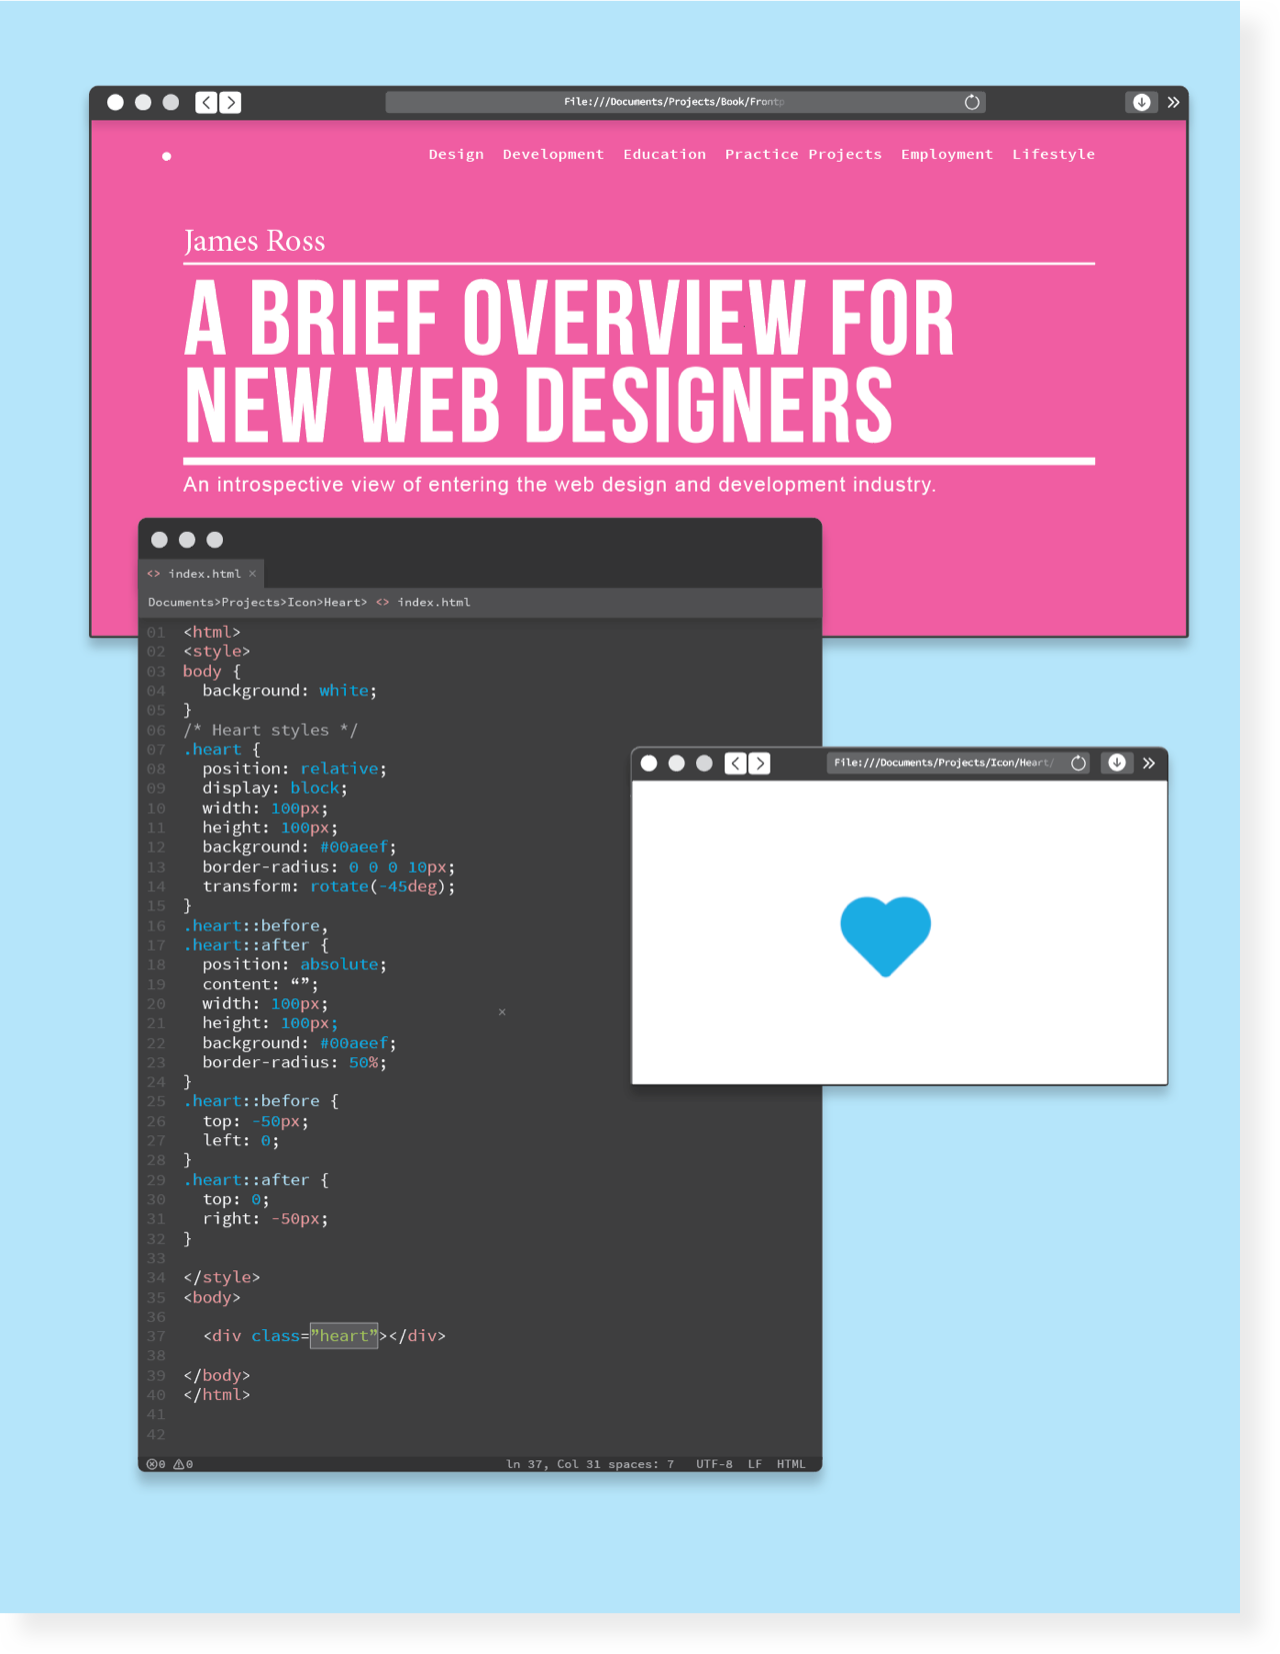 File:///Documents/Projects/Book/Frontp
Design Development Education Practice Projects Employment Lifestyle
James Ross
A BRIEF OVERVIEW FOR
NEW WEB DESIGNERS
An introspective view of entering the web design and development industry.
<> index.html ×
Documents>Projects>Icon>Heart> <> index.html
01 <html>
02 <style>
03 body {
04 background: white;
05 }
06 /* Heart styles */
07 .heart {
08 position: relative;
09 display: block;
10 width: 100px;
11 height: 100px;
12 background: #00aeef;
13 border-radius: 0 0 0 10px;
14 transform: rotate(-45deg);
15 }
16 .heart::before,
17 .heart::after {
18 position: absolute;
19 content: “”;
20 width: 100px;
21 height: 100px;
22 background: #00aeef;
23 border-radius: 50%;
24 }
25 .heart::before {
26 top: -50px;
27 left: 0;
28 }
29 .heart::after {
30 top: 0;
31 right: -50px;
32 }
33
34 </style>
35 <body>
36
37 <div class=”heart”></div>
38
39 </body>
40 </html>
41
42
0 0 ln 37, Col 31 spaces: 7 UTF-8 LF HTML
File:///Documents/Projects/Icon/Heart/